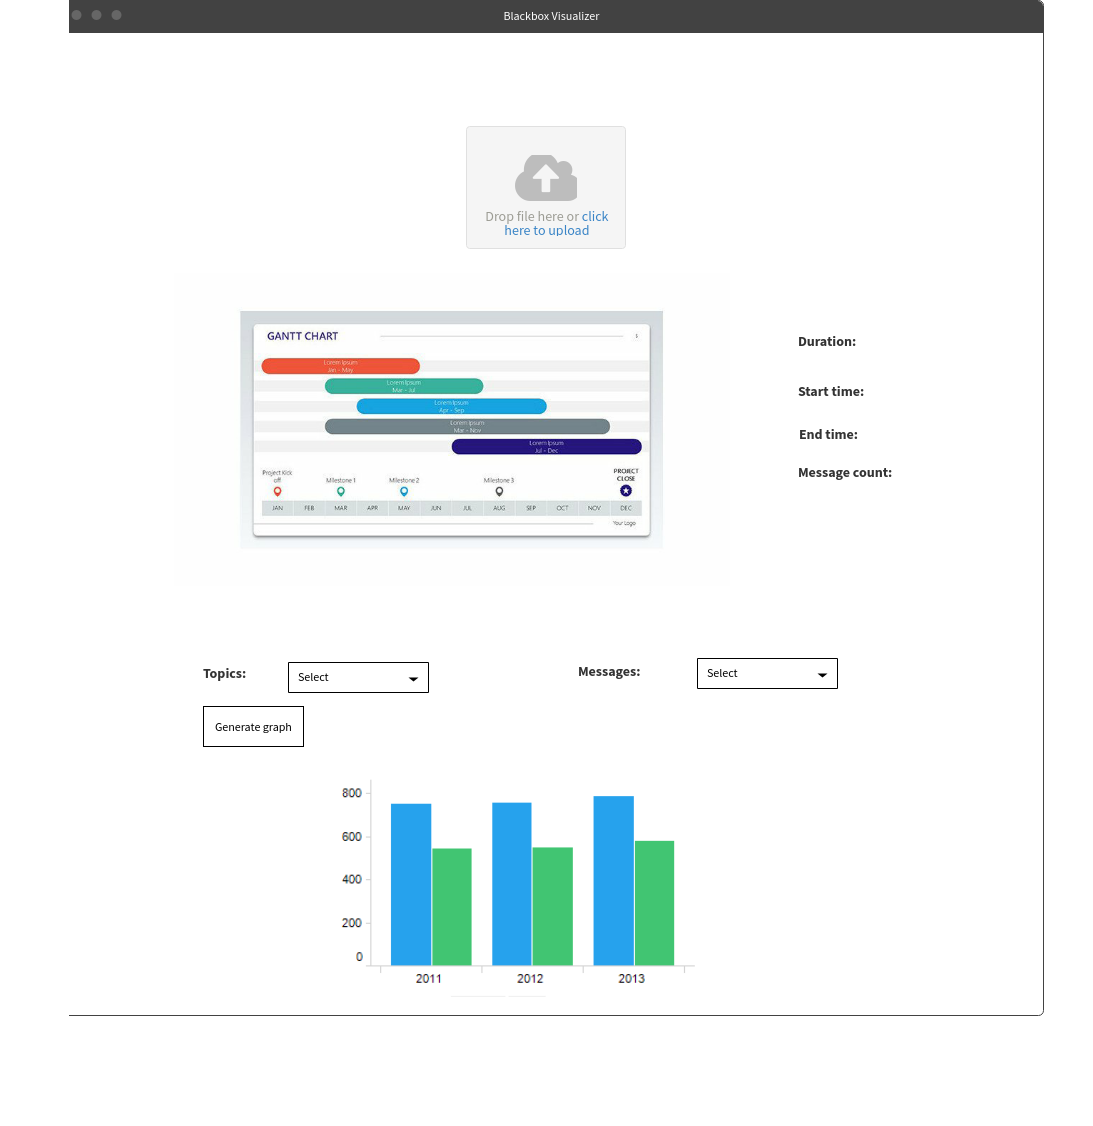 Blackbox Visualizer
Drop file here or click
here to upload
GANTT CHART
Lorem Ipsum
Jan - May
Lorem Ipsum
Mar - Jul
Lorem Ipsum
Apr - Sep
Lorem Ipsum
Mar - Nov
Lorem Ipsum
Jul - Dec
Project Kick
off
Milestone 1
Milestone 2
Milestone 3
PROJECT
CLOSE
JAN FEB MAR APR MAY JUN JUL AUG SEP OCT NOV DEC
Your Logo
Duration:
Start time:
End time:
Message count:
Topics: Select
Messages: Select
Generate graph
800
600
400
200
0
2011 2012 2013